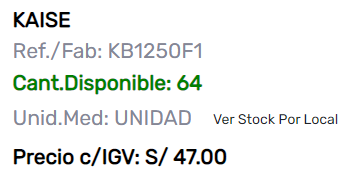 KAISE
Ref./Fab: KB1250F1
Cant.Disponible: 64
Unid.Med: UNIDAD Ver Stock Por Local
Precio c/IGV: S/ 47.00